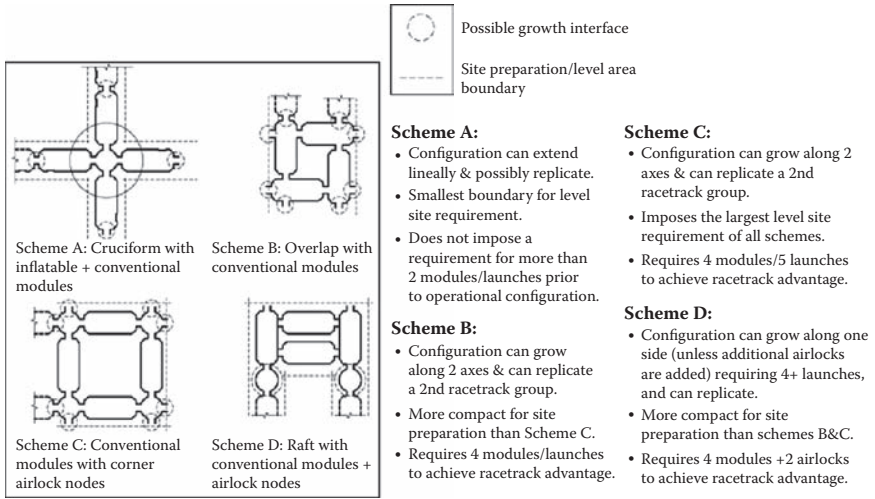 Possible growth interface
Site preparation/level area
boundary
Scheme A: Cruciform with
inflatable + conventional
modules
Scheme B: Overlap with
conventional modules
Scheme C: Conventional
modules with corner
airlock nodes
Scheme D: Raft with
conventional modules +
airlock nodes
Scheme A:
• Configuration can extend
lineally & possibly replicate.
• Smallest boundary for level
site requirement.
• Does not impose a
requirement for more than
2 modules/launches prior
to operational configuration.
Scheme B:
• Configuration can grow
along 2 axes & can replicate
a 2nd racetrack group.
• More compact for site
preparation than Scheme C.
• Requires 4 modules/launches
to achieve racetrack advantage.
Scheme C:
• Configuration can grow along 2
axes & can replicate a 2nd
racetrack group.
• Imposes the largest level site
requirement of all schemes.
• Requires 4 modules/5 launches
to achieve racetrack advantage.
Scheme D:
• Configuration can grow along one
side (unless additional airlocks
are added) requiring 4+ launches,
and can replicate.
• More compact for site
preparation than schemes B&C.
• Requires 4 modules +2 airlocks
to achieve racetrack advantage.